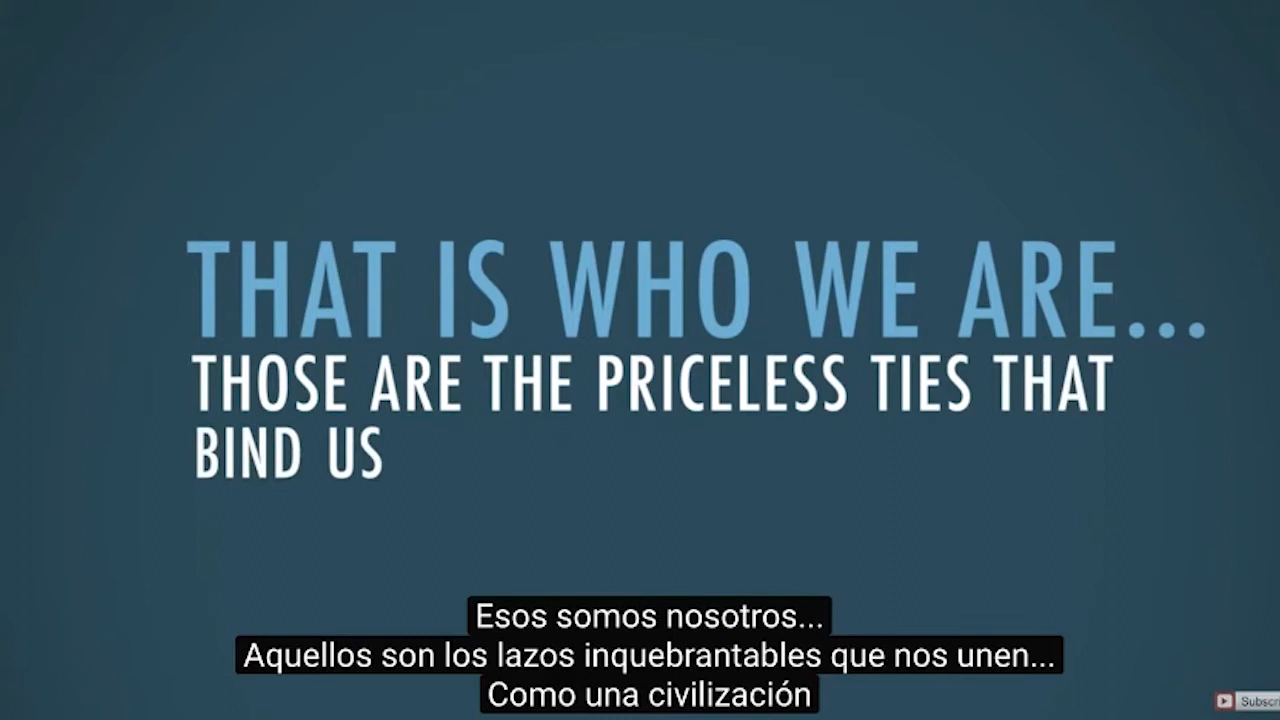 THAT IS WHO WE ARE...
THOSE ARE THE PRICELESS TIES THAT
BIND US
Esos somos nosotros...
Aquellos son los lazos inquebrantables que nos unen...
Como una civilización